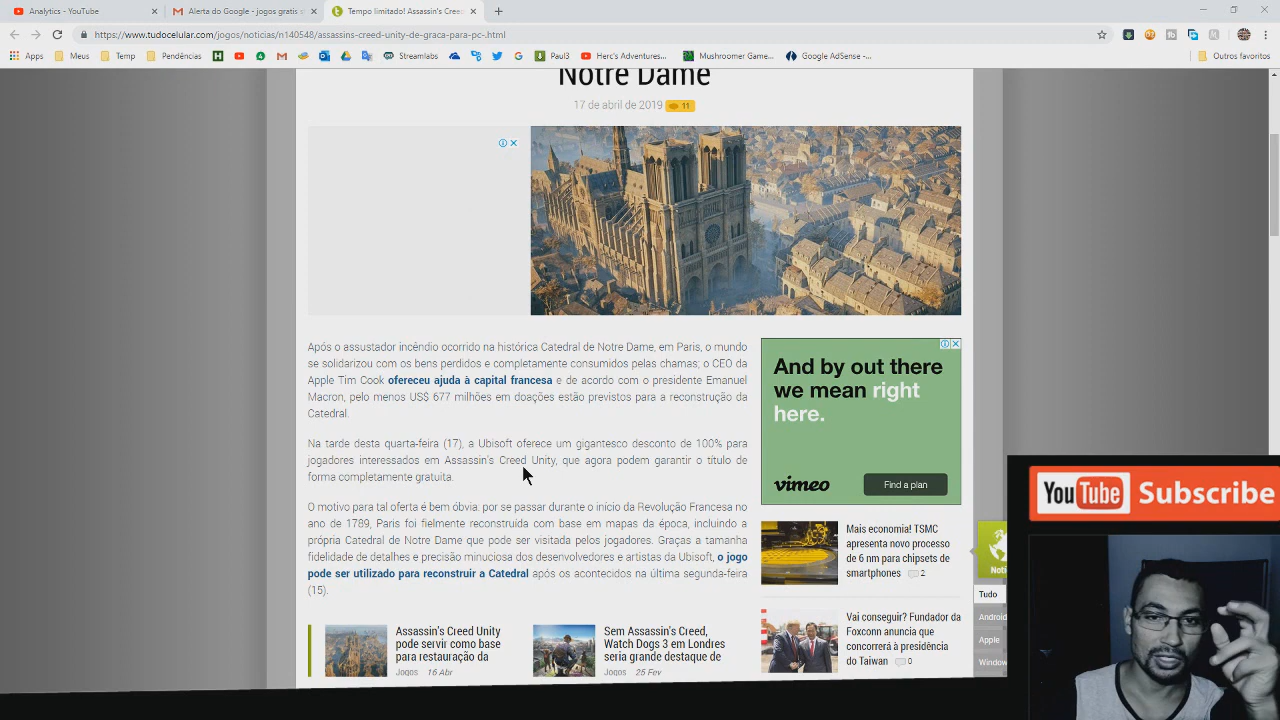 Analytics - YouTube
Alerta do Google - jogos gratis
Tempo limitado! Assassin's Cree
https://www.tudocelular.com/jogos/noticias/n140548/assassins-creed-unity-de-graca-para-pc.html
Apps
Meus
Temp
Pendências
Streamlabs
Paul3
Herc's Adventures...
Mushroomer Game...
Google AdSense -...
Outros favoritos
Notre Dame
17 de abril de 2019 11
Após o assustador incêndio ocorrido na histórica Catedral de Notre Dame, em Paris, o mundo
se solidarizou com os bens perdidos e completamente consumidos pelas chamas; o CEO da
Apple Tim Cook ofereceu ajuda à capital francesa e de acordo com o presidente Emanuel
Macron, pelo menos US$ 677 milhões em doações estão previstos para a reconstrução da
Catedral.
Na tarde desta quarta-feira (17), a Ubisoft oferece um gigantesco desconto de 100% para
jogadores interessados em Assassin's Creed Unity, que agora podem garantir o título de
forma completamente gratuita.
O motivo para a oferta é bem óbvia por se passar durante o início da Revolução Francesa no
ano de 1789, Paris foi fielmente reconstruída com base em mapas da época, incluindo a
própria Catedral de Notre Dame que pode ser visitada pelos jogadores. Graças a tamanha
fidelidade de detalhes e precisão minuciosa dos desenvolvedores e artistas da Ubisoft, o jogo
pode ser utilizado para reconstruir a Catedral após os acontecidos na última segunda-feira
(15).
Assassin's Creed Unity
pode servir como base
para restauração da
Jogos 16 Abr
Sem Assassin's Creed,
Watch Dogs 3 em Londres
seria grande destaque de
Jogos 25 Fev
And by out there
we mean right
here.
vimeo
Find a plan
Mais economia! TSMC
apresenta novo processo
de 6 nm para chipsets de
smartphones 2
Vai conseguir? Fundador da
Foxconn anuncia que
concorrerá à presidência
do Taiwan 0
Noti
Tudo
Android
Apple
Window
YouTube Subscribe